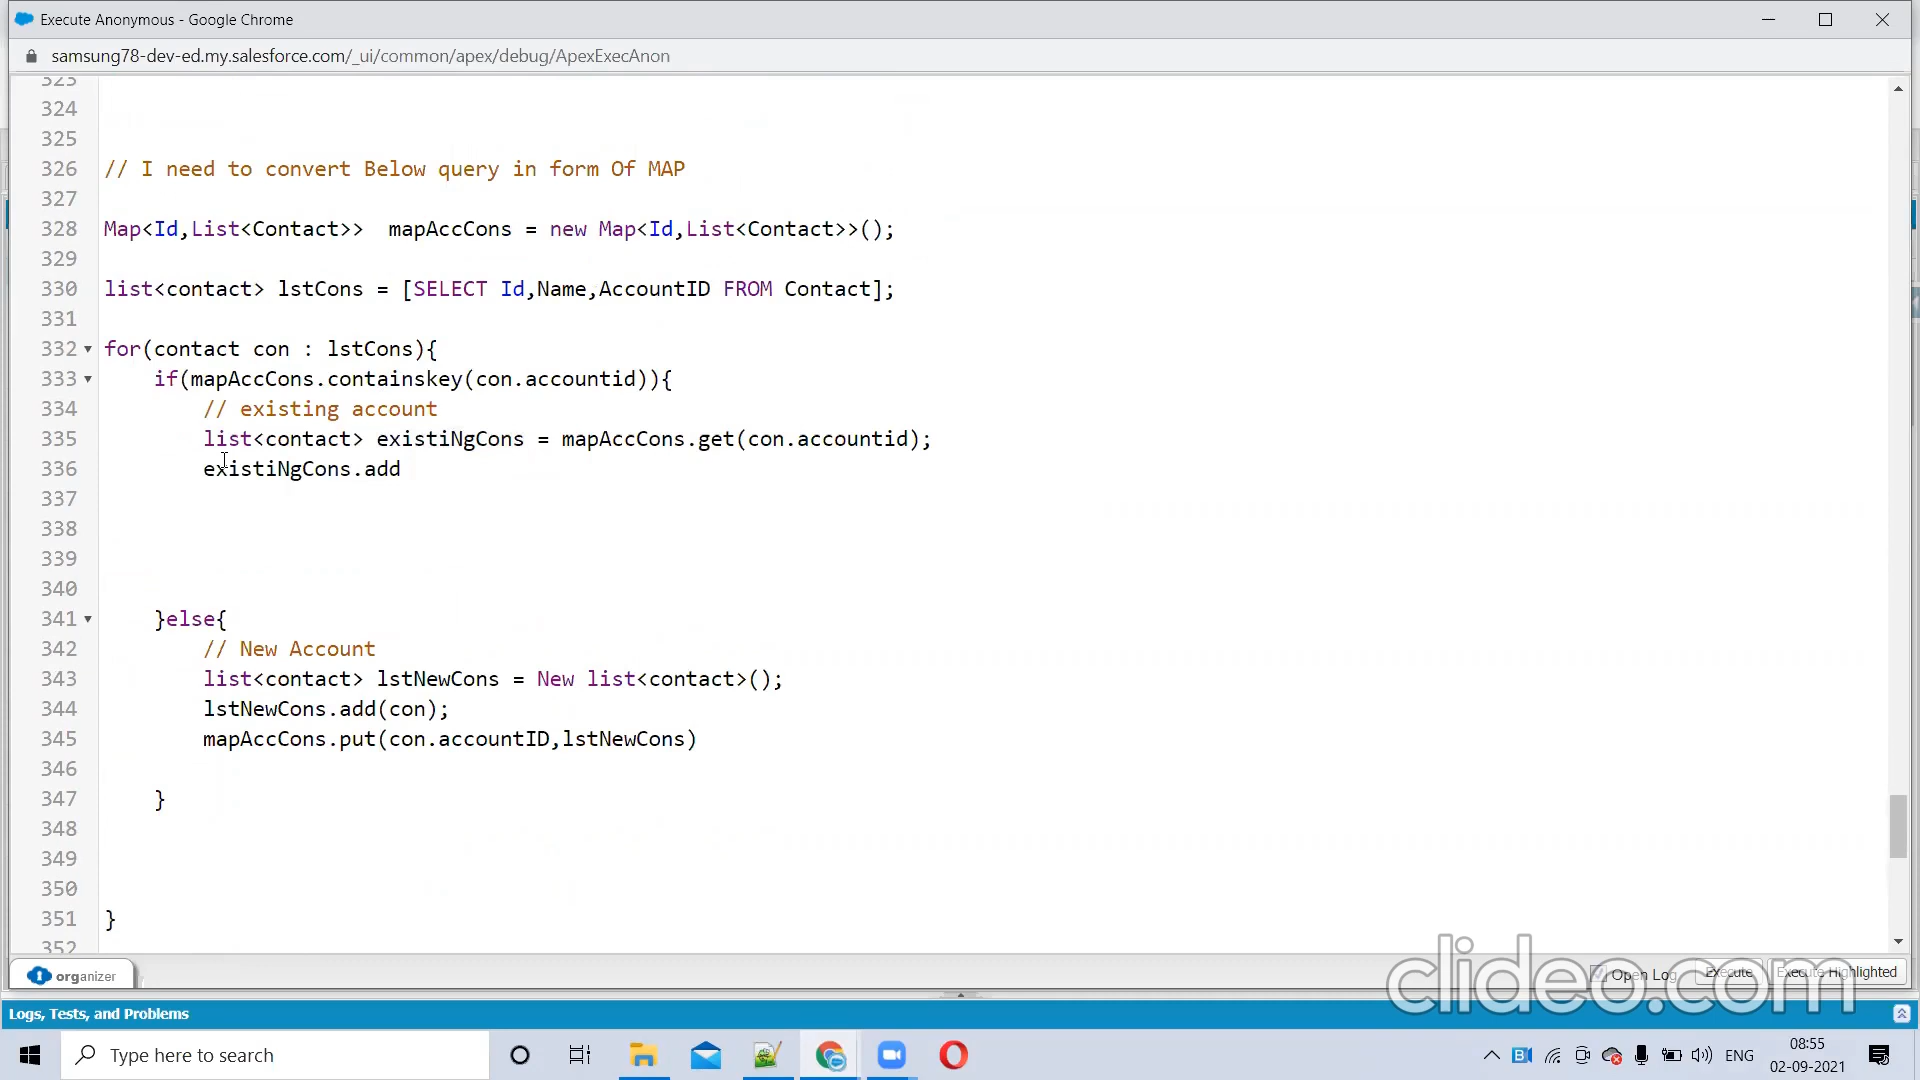 Execute Anonymous - Google Chrome
samsung78-dev-ed.my.salesforce.com/_ui/common/apex/debug/ApexExecAnon
323
324
325
326 // I need to convert Below query in form Of MAP
327
328 Map<Id,List<Contact>>  mapAccCons = new Map<Id,List<Contact>>();
329
330 list<contact> lstCons = [SELECT Id,Name,AccountID FROM Contact];
331
332 for(contact con : lstCons){
333     if(mapAccCons.containskey(con.accountid)){
334         // existing account
335         list<contact> existiNgCons = mapAccCons.get(con.accountid);
336         existiNgCons.add
337
338
339
340
341     }else{
342         // New Account
343         list<contact> lstNewCons = New list<contact>();
344         lstNewCons.add(con);
345         mapAccCons.put(con.accountID,lstNewCons)
346
347     }
348
349
350
351 }
352
organizer
Open Log Execute Execute Highlighted
clideo.com
Logs, Tests, and Problems
Type here to search
ENG
08:55
02-09-2021